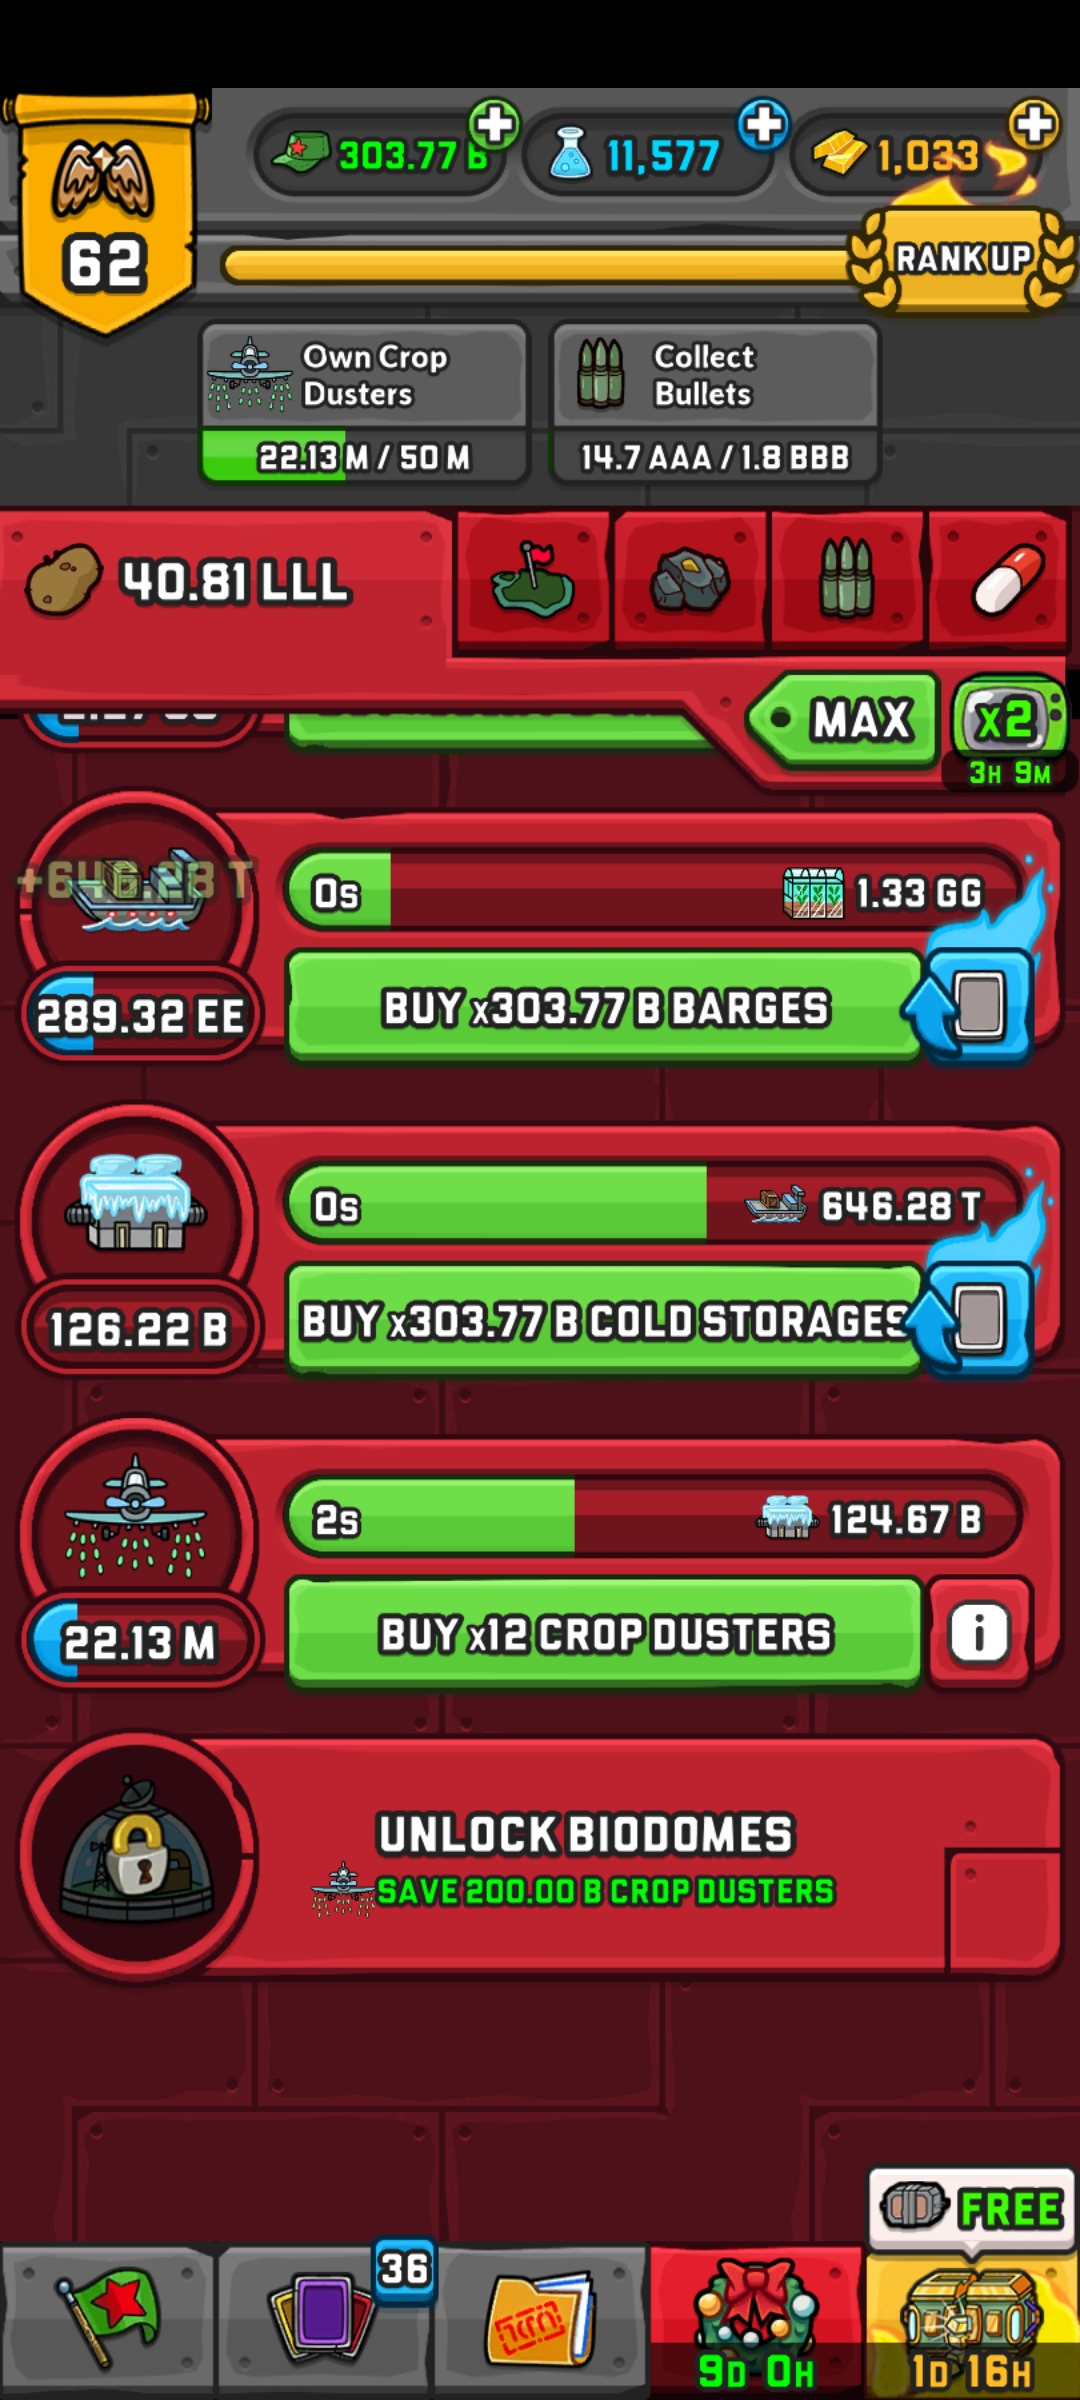 62
303.77 B
11,577
1,033
RANK UP
Own Crop
Dusters
22.13 M / 50 M
Collect
Bullets
14.7 AAA / 1.8 BBB
40.81 LLL
MAX
x2
3H 9M
+646.28 T
0s
1.33 GG
289.32 EE
BUY x303.77 B BARGES
0s
646.28 T
126.22 B
BUY x303.77 B COLD STORAGES
2s
124.67 B
22.13 M
BUY x12 CROP DUSTERS
i
UNLOCK BIODOMES
SAVE 200.00 B CROP DUSTERS
FREE
36
9D 0H
1D 16H